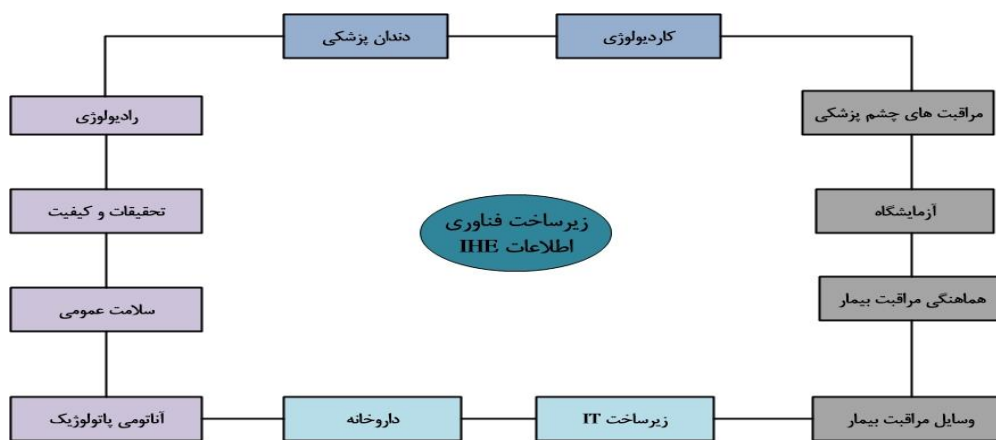 کاردیولوژی
دندان پزشکی
مراقبت های چشم پزشکی
رادیولوژی
آزمایشگاه
تحقیقات و کیفیت
زیرساخت فناوری
اطلاعات IHE
هماهنگی مراقبت بیمار
سلامت عمومی
وسایل مراقبت بیمار
زیرساخت IT
داروخانه
آناتومی پاتولوژیک